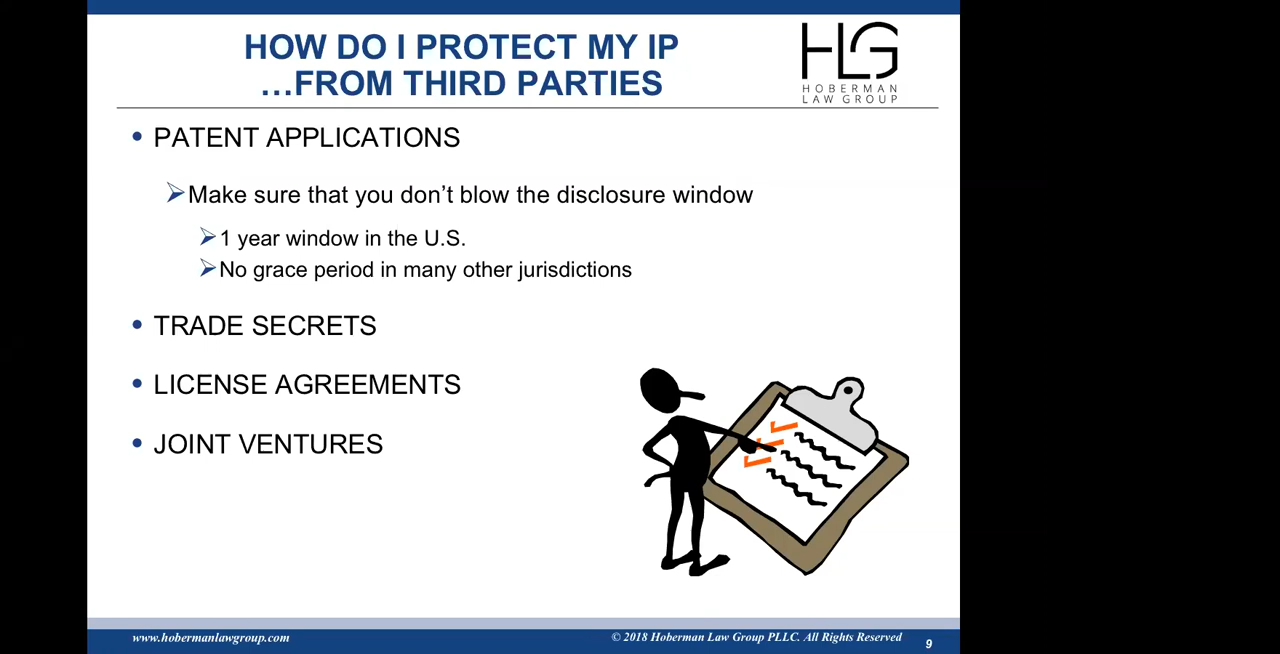 HOW DO I PROTECT MY IP
…FROM THIRD PARTIES
HLG
HOBERMAN
LAW GROUP
• PATENT APPLICATIONS
➢Make sure that you don’t blow the disclosure window
➢1 year window in the U.S.
➢No grace period in many other jurisdictions
• TRADE SECRETS
• LICENSE AGREEMENTS
• JOINT VENTURES
www.hobermanlawgroup.com
© 2018 Hoberman Law Group PLLC. All Rights Reserved
9